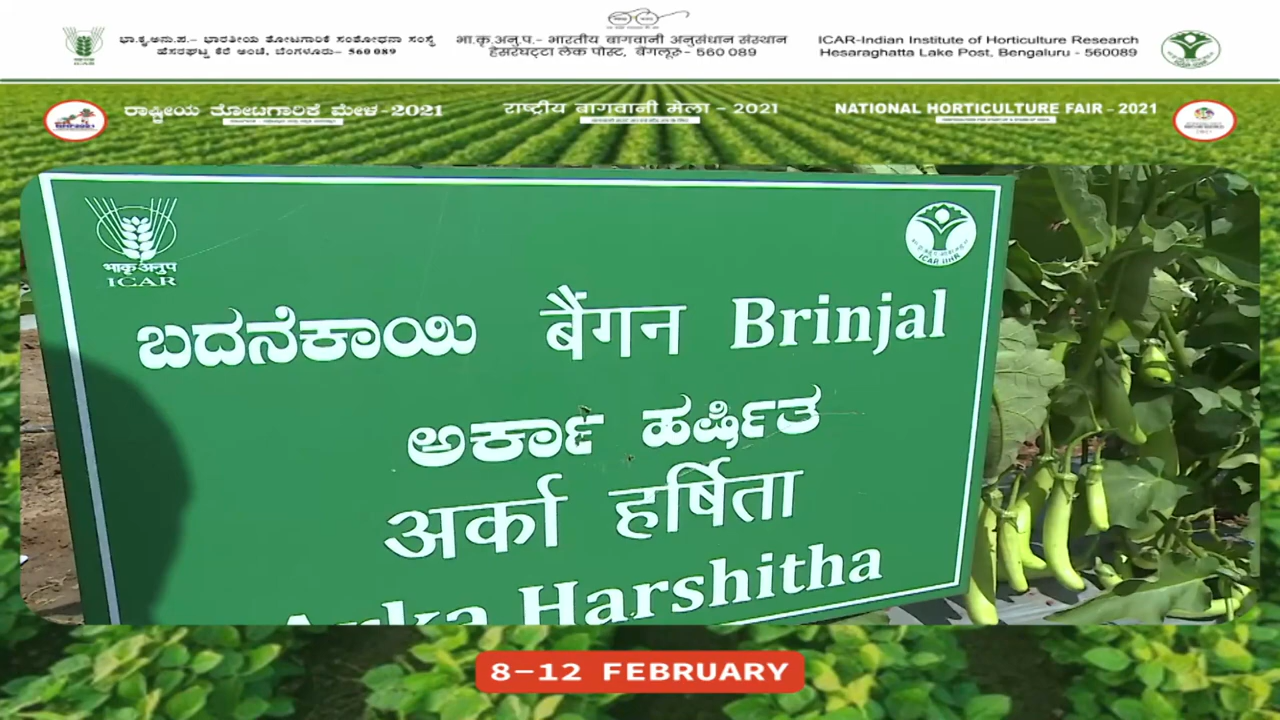 ಭಾ.ಕೃ.ಅನು.ಪ.- ಭಾರತೀಯ ತೋಟಗಾರಿಕೆ ಸಂಶೋಧನಾ ಸಂಸ್ಥೆ
ಹೆಸರಘಟ್ಟ ಕೆರೆ ಅಂಚೆ, ಬೆಂಗಳೂರು- 560 089
भा.कृ.अनु.प.- भारतीय बागवानी अनुसंधान संस्थान
हेसरघट्टा लेक पोस्ट, बेंगलूरू- 560 089
ICAR-Indian Institute of Horticulture Research
Hesaraghatta Lake Post, Bengaluru - 560089
ICAR
ರಾಷ್ಟ್ರೀಯ ತೋಟಗಾರಿಕೆ ಮೇಳ -2021
राष्ट्रीय बागवानी मेला - 2021
NATIONAL HORTICULTURE FAIR - 2021
भाकृअनुप
ICAR
ICAR IIHR
ಬದನೆಕಾಯಿ बैंगन Brinjal
ಅರ್ಕಾ ಹರ್ಷಿತ
अर्का हर्षिता
Arka Harshitha
8-12 FEBRUARY